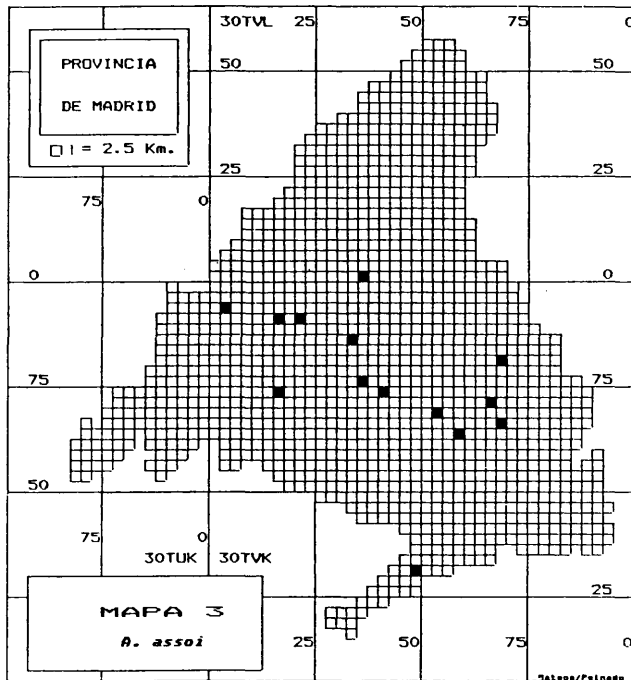 30TVL 25 50 75 0
PROVINCIA
DE MADRID
= 2.5 Km.
50 50
25 25
75 0
0 0
75 75
50 50
75 0
30TUK 30TVK
25
MAPA 3
A. assoi
25 50 75 0